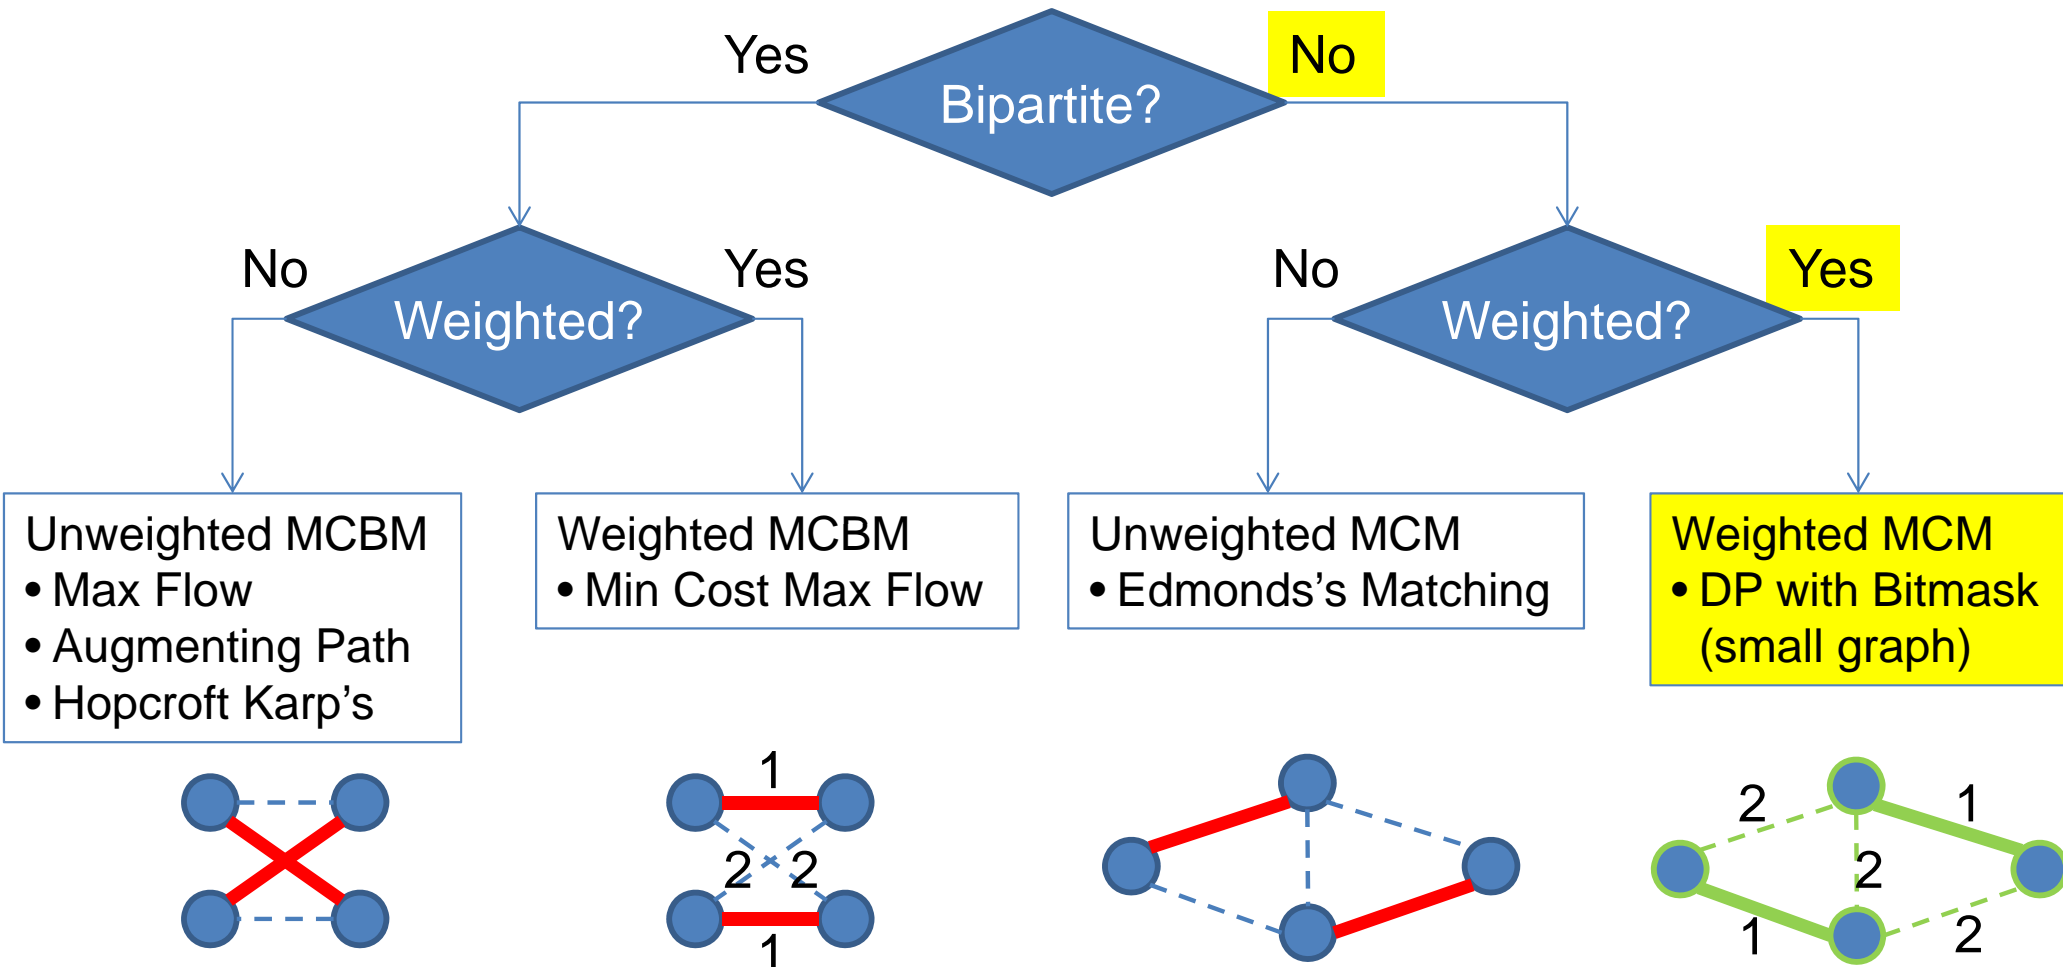 Yes
No
Bipartite?
No
Yes
No
Yes
Weighted?
Weighted?
Unweighted MCBM
• Max Flow
• Augmenting Path
• Hopcroft Karp’s
Weighted MCBM
• Min Cost Max Flow
Unweighted MCM
• Edmonds’s Matching
Weighted MCM
• DP with Bitmask
(small graph)
1
2 2
1
2
1
2
1
2